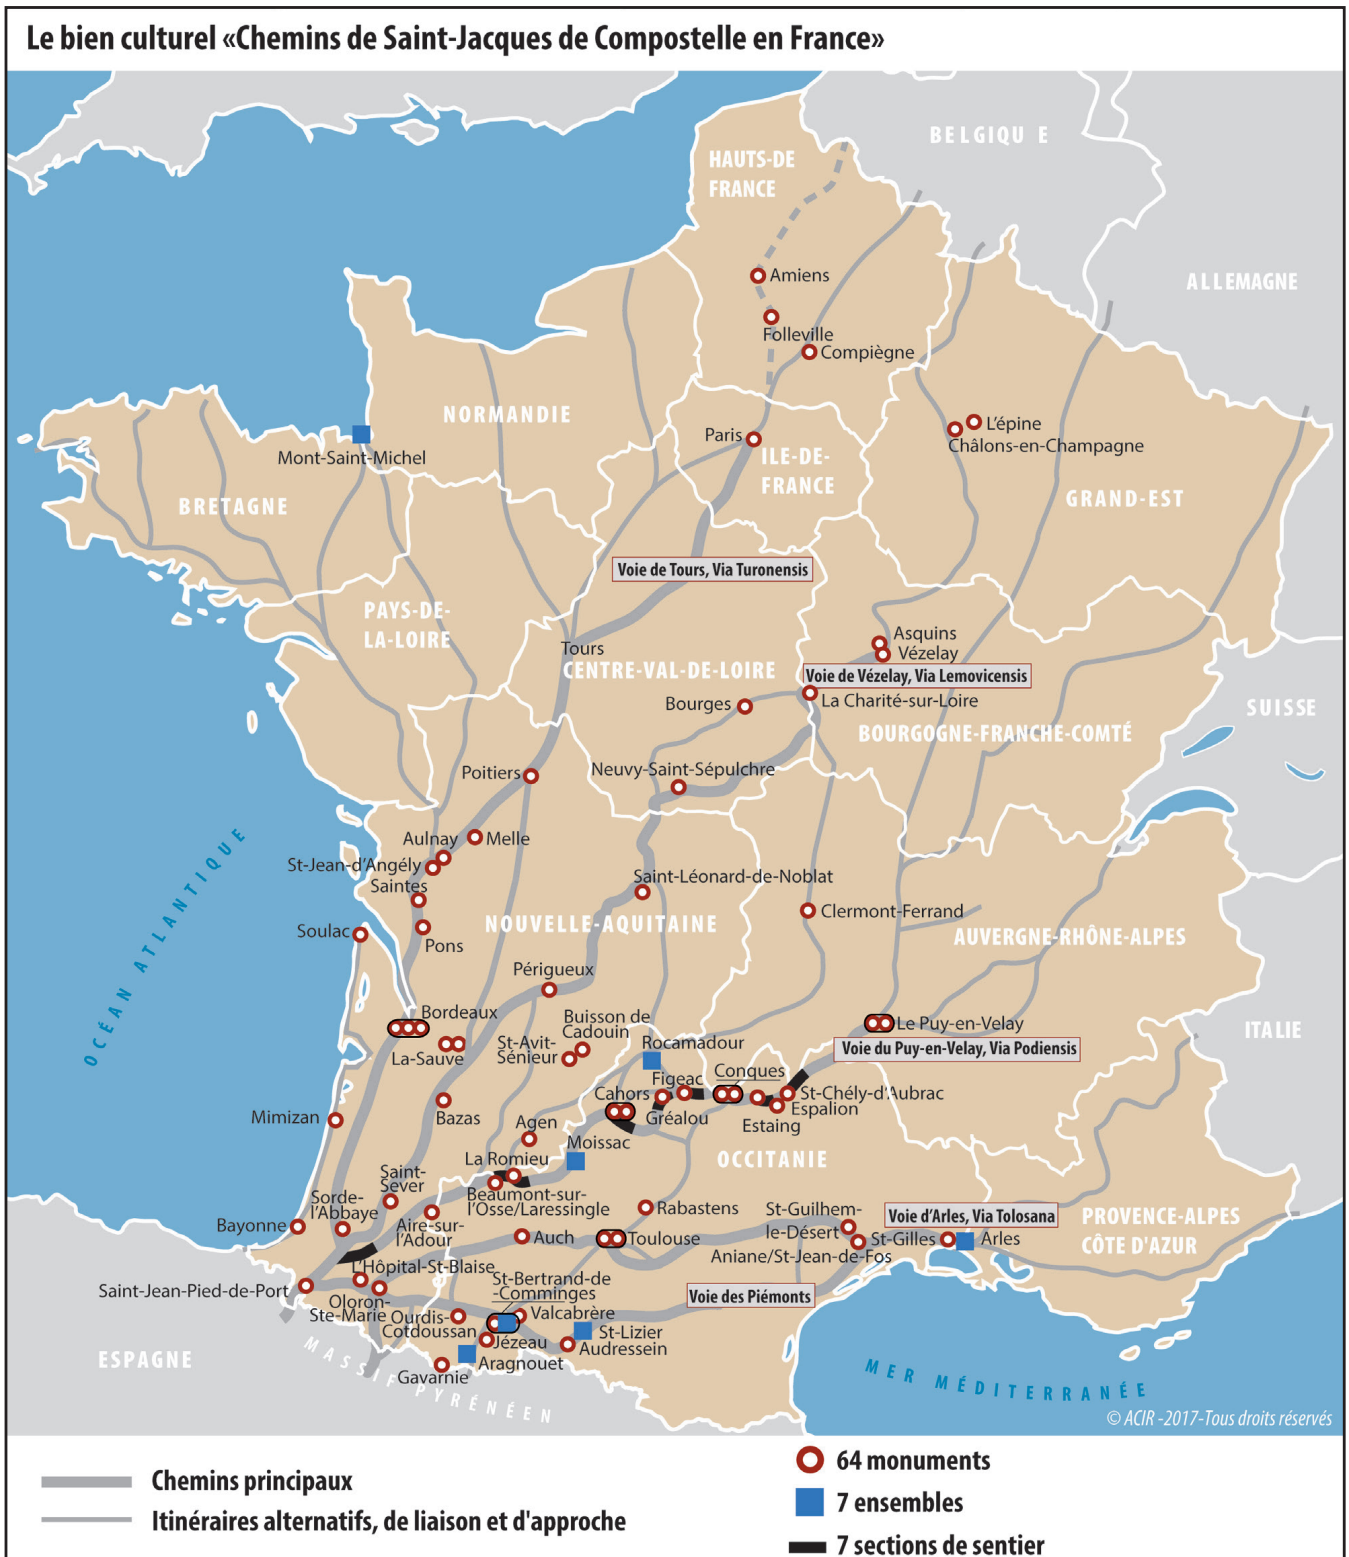 Le bien culturel «Chemins de Saint-Jacques de Compostelle en France»
BELGIQU E
HAUTS-DE
FRANCE
ALLEMAGNE
Amiens
Folleville
Compiègne
NORMANDIE
L'épine
Châlons-en-Champagne
Paris
ILE-DE-
FRANCE
Mont-Saint-Michel
GRAND-EST
BRETAGNE
Voie de Tours, Via Turonensis
PAYS-DE-
LA-LOIRE
Asquins
Vézelay
Tours
CENTRE-VAL-DE-LOIRE
Voie de Vézelay, Via Lemovicensis
La Charité-sur-Loire
Bourges
SUISSE
BOURGOGNE-FRANCHE-COMTÉ
Poitiers
Neuvy-Saint-Sépulchre
Aulnay
Melle
St-Jean-d'Angély
Saintes
Saint-Léonard-de-Noblat
Clermont-Ferrand
NOUVELLE-AQUITAINE
Soulac
Pons
AUVERGNE-RHÔNE-ALPES
OCÉAN ATLANTIQUE
Périgueux
Bordeaux
Buisson de
Cadouin
Le Puy-en-Velay
ITALIE
La-Sauve
St-Avit-
Sénieur
Rocamadour
Voie du Puy-en-Velay, Via Podiensis
Figeac
Conques
Cahors
St-Chély-d'Aubrac
Espalion
Mimizan
Bazas
Gréalou
Estaing
Agen
Moissac
La Romieu
OCCITANIE
Saint-
Sever
Beaumont-sur-
l'Osse/Laressingle
Sorde-
l'Abbaye
Rabastens
St-Guilhem-
le-Désert
Voie d'Arles, Via Tolosana
PROVENCE-ALPES
CÔTE D'AZUR
Bayonne
Aire-sur-
l'Adour
Auch
Toulouse
St-Gilles
Arles
Aniane/St-Jean-de-Fos
L'Hôpital-St-Blaise
Saint-Jean-Pied-de-Port
St-Bertrand-de
-Comminges
Voie des Piémonts
Oloron-
Ste-Marie
Ourdis-
Cotdoussan
Valcabrère
St-Lizier
Jézeau
Audressein
ESPAGNE
Aragnouet
Gavarnie
MASSIF PYRÉNÉEN
MER MÉDITERRANÉE
© ACIR -2017-Tous droits réservés
Chemins principaux
Itinéraires alternatifs, de liaison et d'approche
64 monuments
7 ensembles
7 sections de sentier